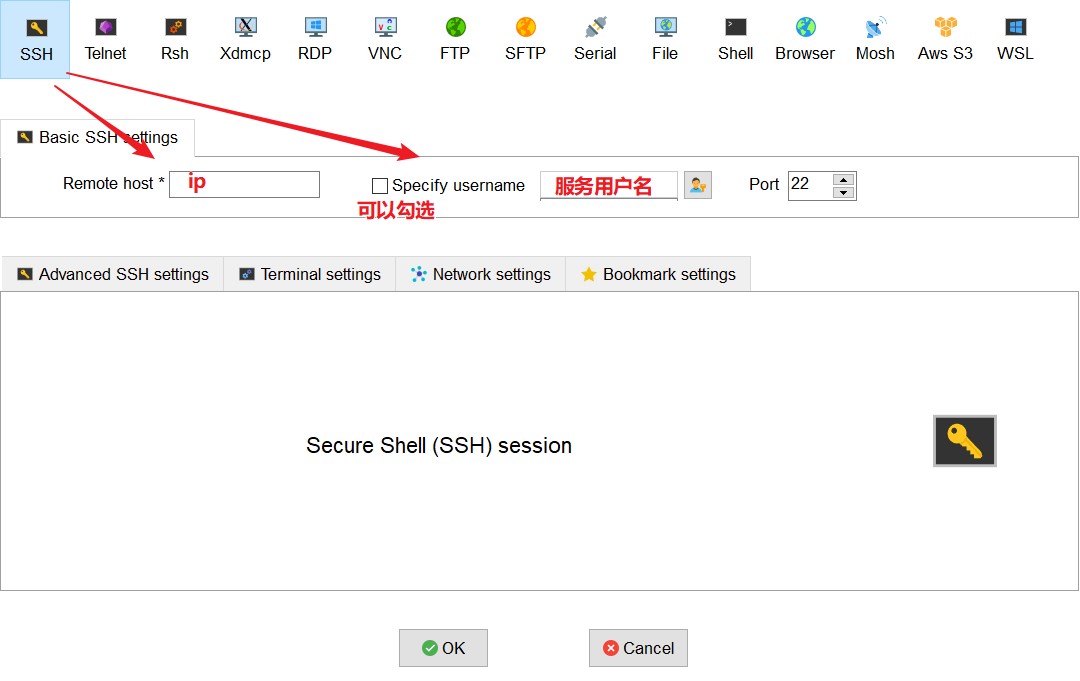 SSH Telnet Rsh Xdmcp RDP VNC FTP SFTP Serial File Shell Browser Mosh Aws S3 WSL
Basic SSH settings
Remote host * ip Specify username 服务用户名 Port 22
可以勾选
Advanced SSH settings Terminal settings Network settings Bookmark settings
Secure Shell (SSH) session
OK Cancel